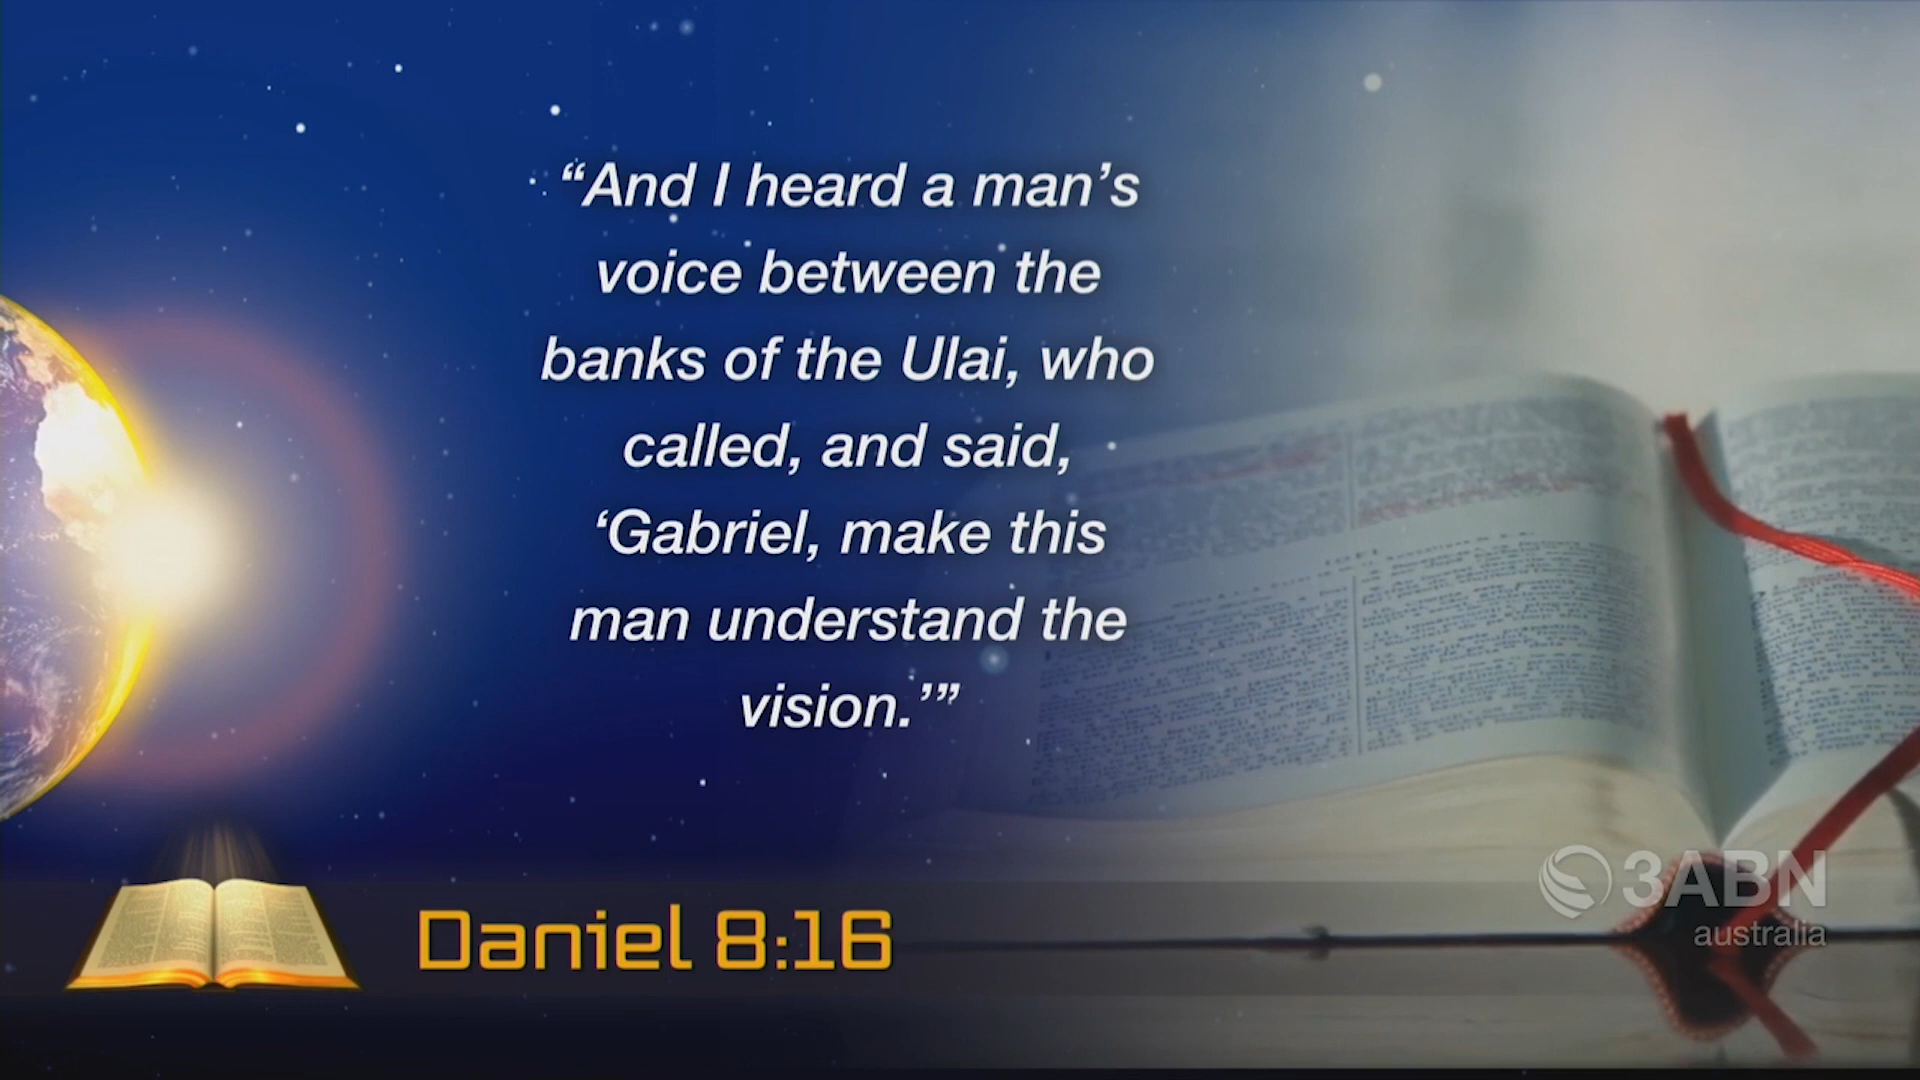 “And I heard a man’s
voice between the
banks of the Ulai, who
called, and said,
‘Gabriel, make this
man understand the
vision.’”
Daniel 8:16
3ABN
australia